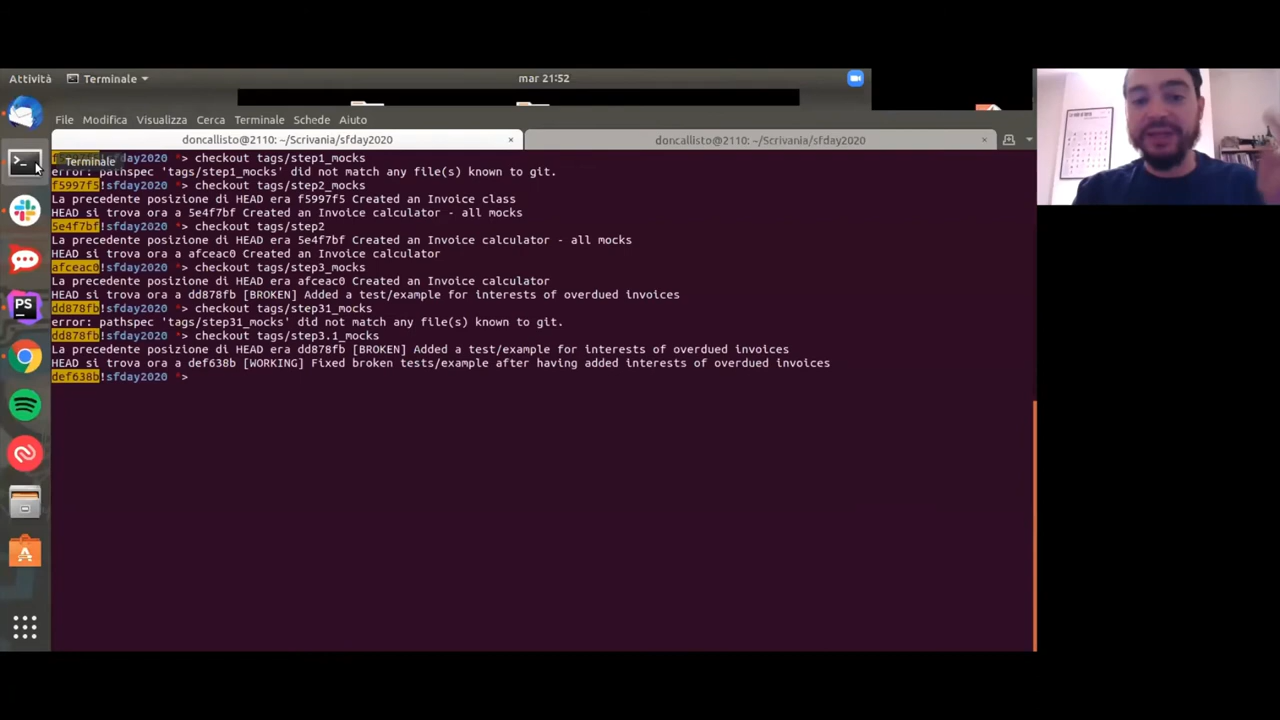 Attività
Terminale
mar 21:52
File Modifica Visualizza Cerca Terminale Schede Aiuto
doncallisto@2110: ~/Scrivania/sfday2020 ×
doncallisto@2110: ~/Scrivania/sfday2020 ×
Terminale
!sfday2020 *> checkout tags/step1_mocks
error: pathspec 'tags/step1_mocks' did not match any file(s) known to git.
f5997f5!sfday2020 *> checkout tags/step2_mocks
La precedente posizione di HEAD era f5997f5 Created an Invoice class
HEAD si trova ora a 5e4f7bf Created an Invoice calculator - all mocks
5e4f7bf!sfday2020 *> checkout tags/step2
La precedente posizione di HEAD era 5e4f7bf Created an Invoice calculator - all mocks
HEAD si trova ora a afceac0 Created an Invoice calculator
afceac0!sfday2020 *> checkout tags/step3_mocks
La precedente posizione di HEAD era afceac0 Created an Invoice calculator
HEAD si trova ora a dd878fb [BROKEN] Added a test/example for interests of overdued invoices
dd878fb!sfday2020 *> checkout tags/step31_mocks
error: pathspec 'tags/step31_mocks' did not match any file(s) known to git.
dd878fb!sfday2020 *> checkout tags/step3.1_mocks
La precedente posizione di HEAD era dd878fb [BROKEN] Added a test/example for interests of overdued invoices
HEAD si trova ora a def638b [WORKING] Fixed broken tests/example after having added interests of overdued invoices
def638b!sfday2020 *>
PS